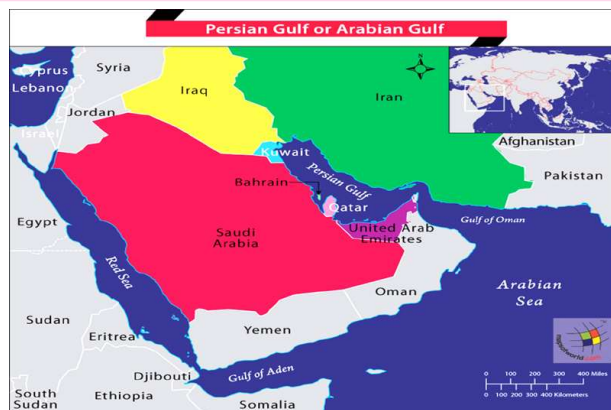 Persian Gulf or Arabian Gulf
Cyprus
Syria
Lebanon
Iraq
Iran
N
Jordan
Israel
Afghanistan
Kuwait
Pakistan
Persian Gulf
Bahrain
Qatar
Egypt
Gulf of Oman
United Arab
Emirates
Saudi
Arabia
Red Sea
Arabian
Sea
Oman
Sudan
Yemen
Eritrea
Djibouti
Gulf of Aden
South
Sudan
Ethiopia
Somalia
0 100 200 400 Miles
0 100 200 300 400 Kilometers